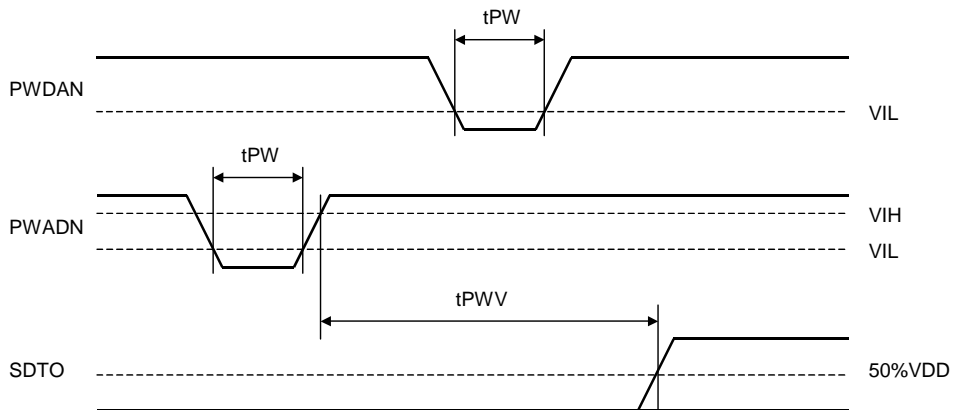 tPW
PWDAN
VIL
tPW
PWADN
VIH
VIL
tPWV
SDTO
50%VDD